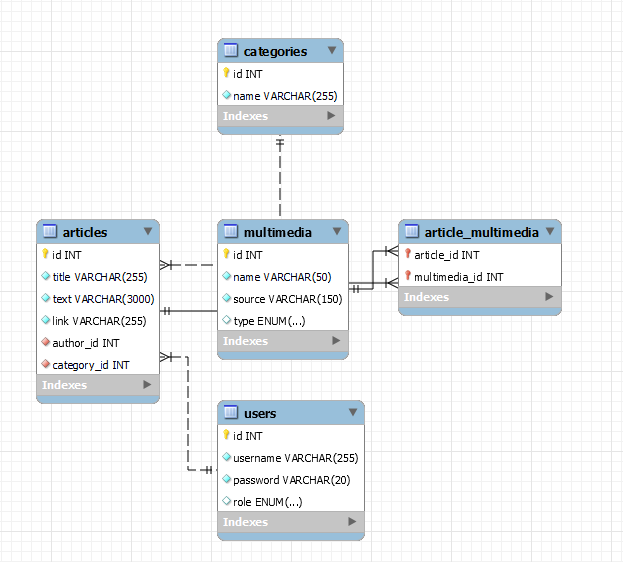 categories
id INT
name VARCHAR(255)
Indexes
articles
id INT
title VARCHAR(255)
text VARCHAR(3000)
link VARCHAR(255)
author_id INT
category_id INT
Indexes
multimedia
id INT
name VARCHAR(50)
source VARCHAR(150)
type ENUM(...)
Indexes
article_multimedia
article_id INT
multimedia_id INT
Indexes
users
id INT
username VARCHAR(255)
password VARCHAR(20)
role ENUM(...)
Indexes